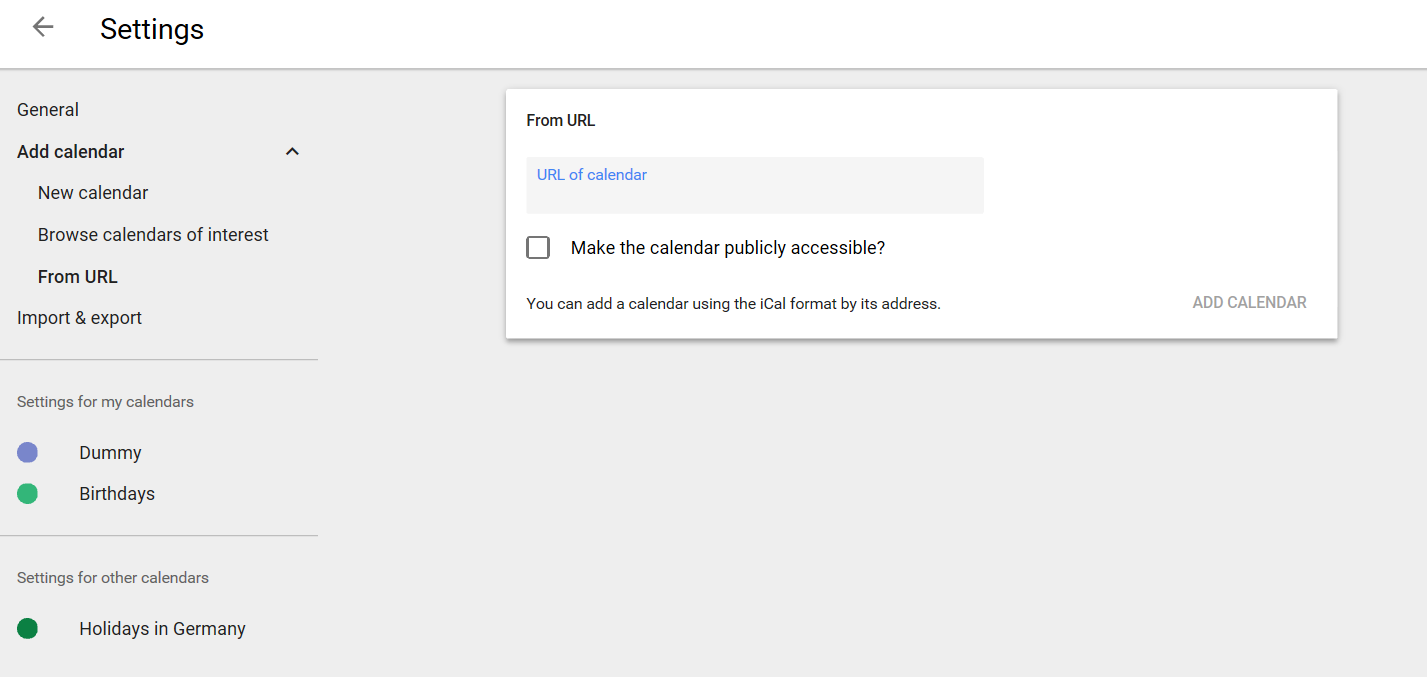 Settings
General
Add calendar
New calendar
Browse calendars of interest
From URL
Import & export
Settings for my calendars
Dummy
Birthdays
Settings for other calendars
Holidays in Germany
From URL
URL of calendar
Make the calendar publicly accessible?
You can add a calendar using the iCal format by its address.
ADD CALENDAR